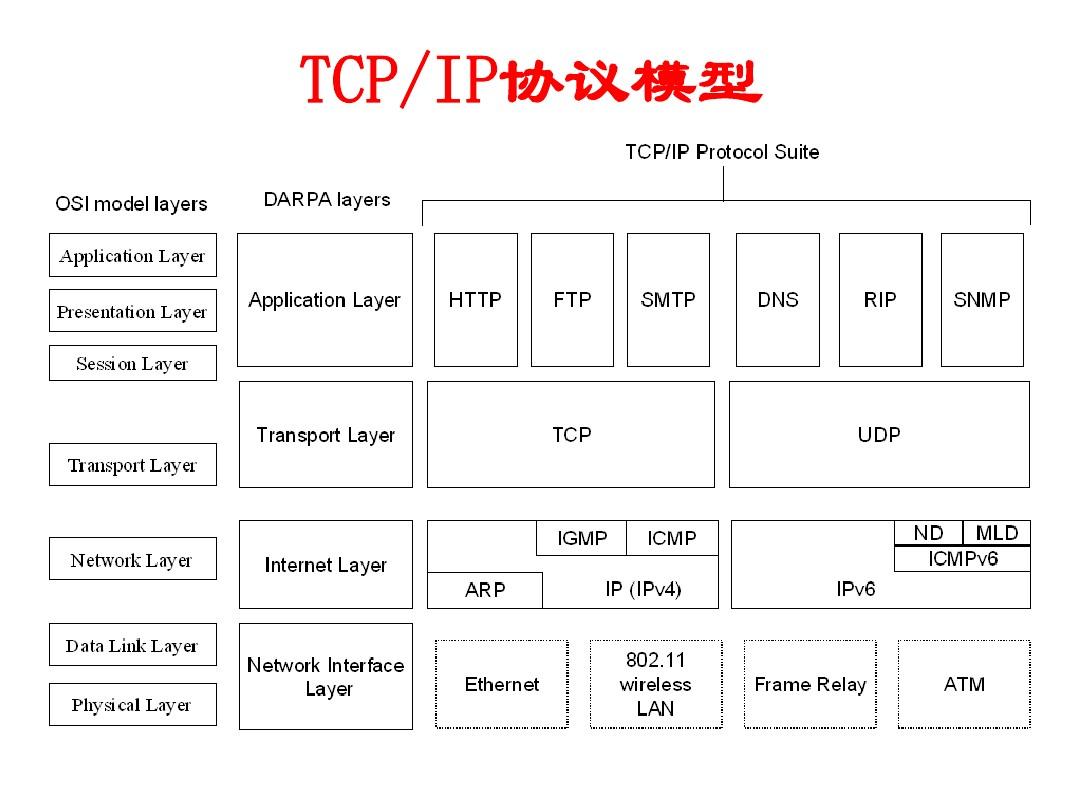 TCP/IP协议模型
TCP/IP Protocol Suite
OSI model layers
DARPA layers
Application Layer
Presentation Layer
Session Layer
Application Layer
HTTP
FTP
SMTP
DNS
RIP
SNMP
Transport Layer
Transport Layer
TCP
UDP
Network Layer
Internet Layer
IGMP
ICMP
ARP
IP (IPv4)
ND
MLD
ICMPv6
IPv6
Data Link Layer
Physical Layer
Network Interface
Layer
Ethernet
802.11
wireless
LAN
Frame Relay
ATM